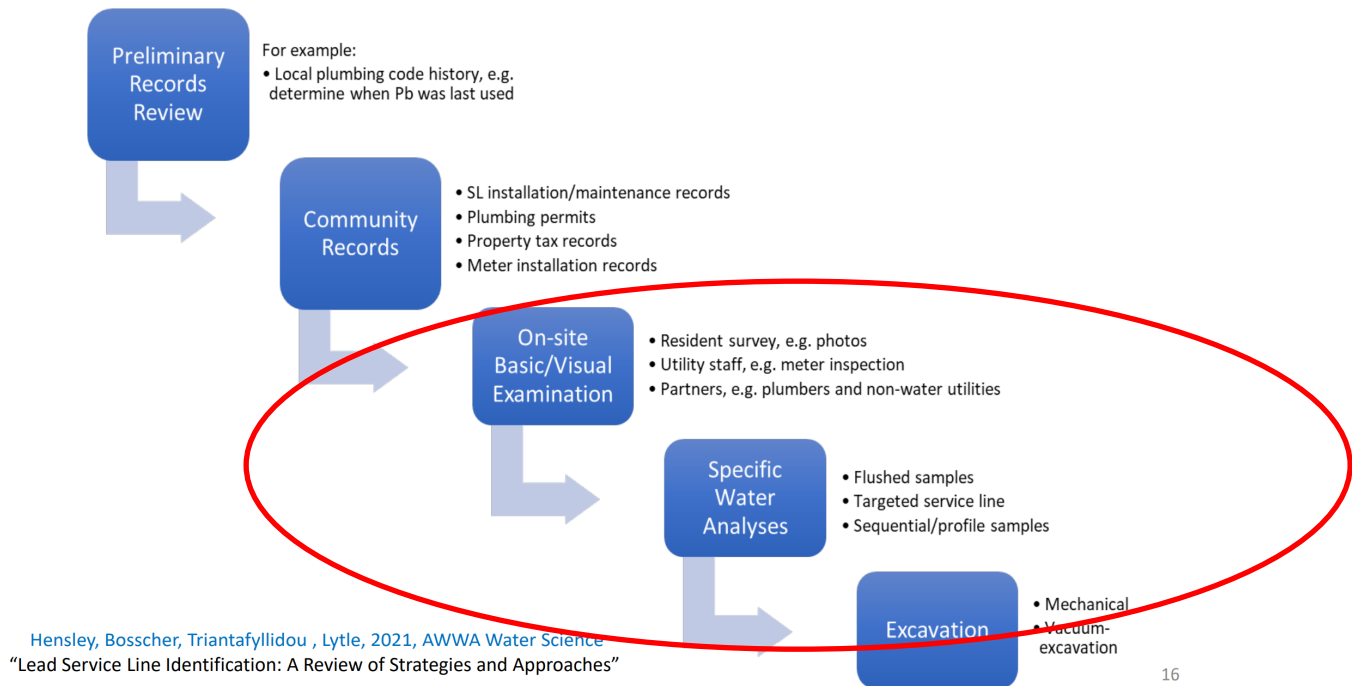 Preliminary
Records
Review
For example:
• Local plumbing code history, e.g.
determine when Pb was last used
Community
Records
• SL installation/maintenance records
• Plumbing permits
• Property tax records
• Meter installation records
On-site
Basic/Visual
Examination
• Resident survey, e.g. photos
• Utility staff, e.g. meter inspection
• Partners, e.g. plumbers and non-water utilities
Specific
Water
Analyses
• Flushed samples
• Targeted service line
• Sequential/profile samples
Excavation
• Mechanical
• Vacuum-
excavation
Hensley, Bosscher, Triantafyllidou , Lytle, 2021, AWWA Water Science
“Lead Service Line Identification: A Review of Strategies and Approaches”
16